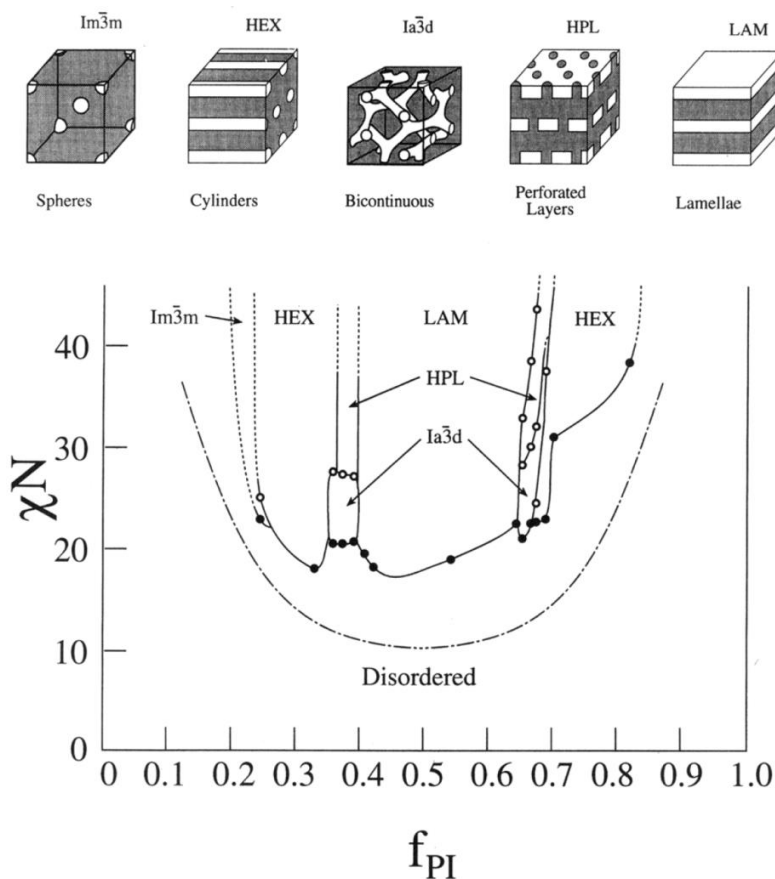 Im3̄m HEX Ia3̄d HPL LAM
Spheres Cylinders Bicontinuous Perforated Layers Lamellae
Im3̄m HEX LAM HEX
HPL
Ia3̄d
Disordered
χN
40
30
20
10
0
0 0.1 0.2 0.3 0.4 0.5 0.6 0.7 0.8 0.9 1.0
f_PI